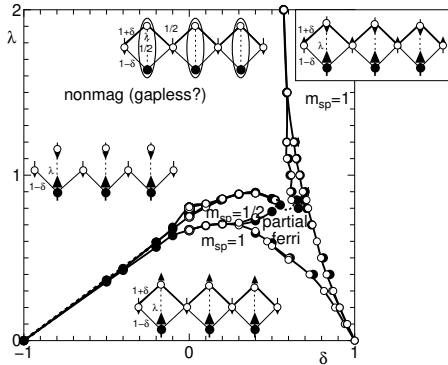 2
λ
1
0
−1
0
δ
1
1+δ
1/2
λ
1/2
1−δ
nonmag (gapless?)
1+δ
λ
1−δ
m_sp=1
λ
1−δ
m_sp=1/2
m_sp=1
partial
ferri
1+δ
λ
1−δ